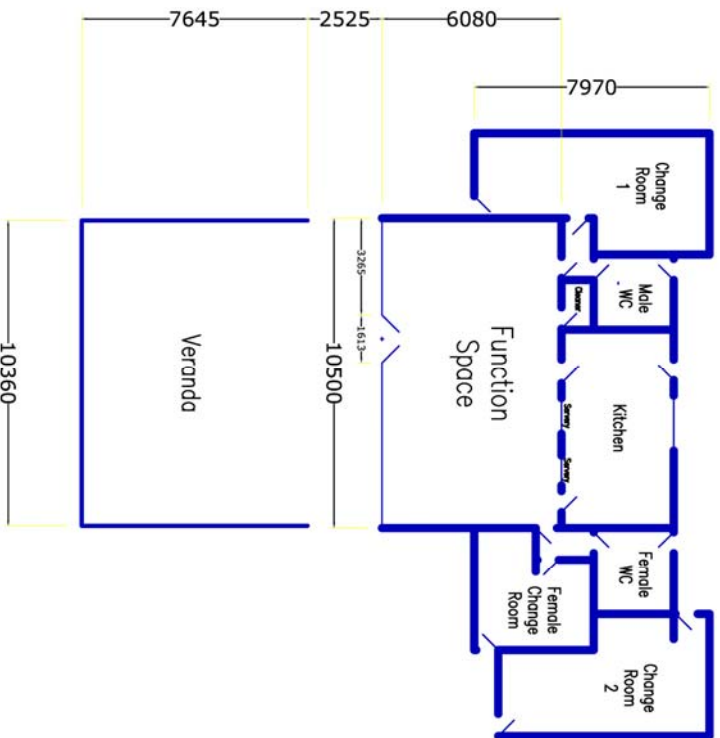 7645
2525
6080
7970
Change
Room
1
Male
WC
Cleaner
Function
Space
Kitchen
Servery
Servery
3265
1613
10500
10360
Veranda
Female
WC
Female
Change
Room
Change
Room
2